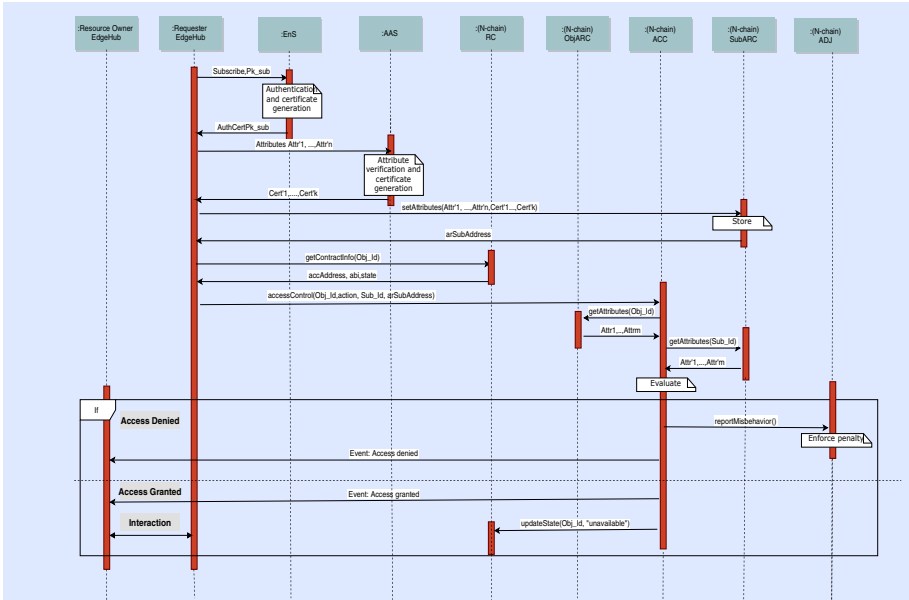 :Resource Owner
EdgeHub
:Requester
EdgeHub
:EnS
:AAS
:(N-chain)
RC
:(N-chain)
ObjARC
:(N-chain)
ACC
:(N-chain)
SubARC
:(N-chain)
ADJ
Subscribe,Pk_sub
Authentication
and certificate
generation
AuthCertPk_sub
Attributes Attr'1, ...,Attr'n
Attribute
verification and
certificate
generation
Cert'1,....,Cert'k
setAttributes(Attr'1, ...,Attr'n,Cert'1...,Cert'k)
Store
arSubAddress
getContractInfo(Obj_Id)
accAddress, abi,state
accessControl(Obj_Id,action, Sub_Id, arSubAddress)
getAttributes(Obj_Id)
Attr1,..,Attrm
getAttributes(Sub_Id)
Attr'1,...,Attr'm
Evaluate
If
Access Denied
reportMisbehavior()
Enforce penalty
Event: Access denied
Access Granted
Event: Access granted
Interaction
updateState(Obj_Id, "unavailable")